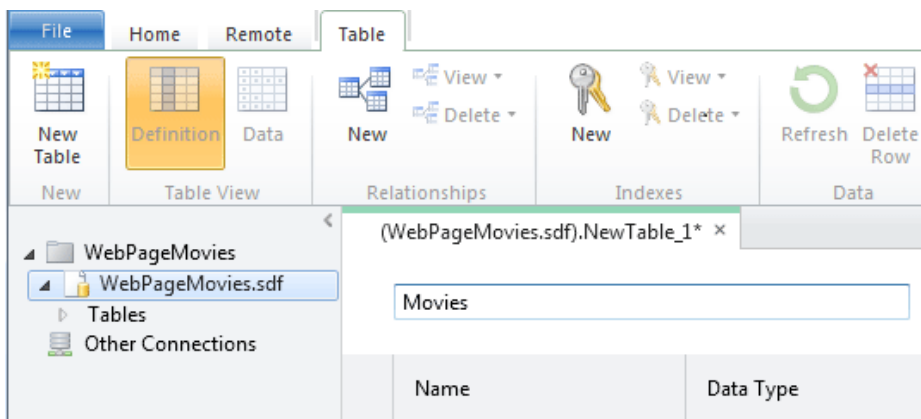 File Home Remote Table
New Table
Definition Data
New
View
Delete
New
View
Delete
Refresh Delete Row
New Table View Relationships Indexes Data
WebPageMovies
WebPageMovies.sdf
Tables
Other Connections
(WebPageMovies.sdf).NewTable_1* ×
Movies
Name Data Type